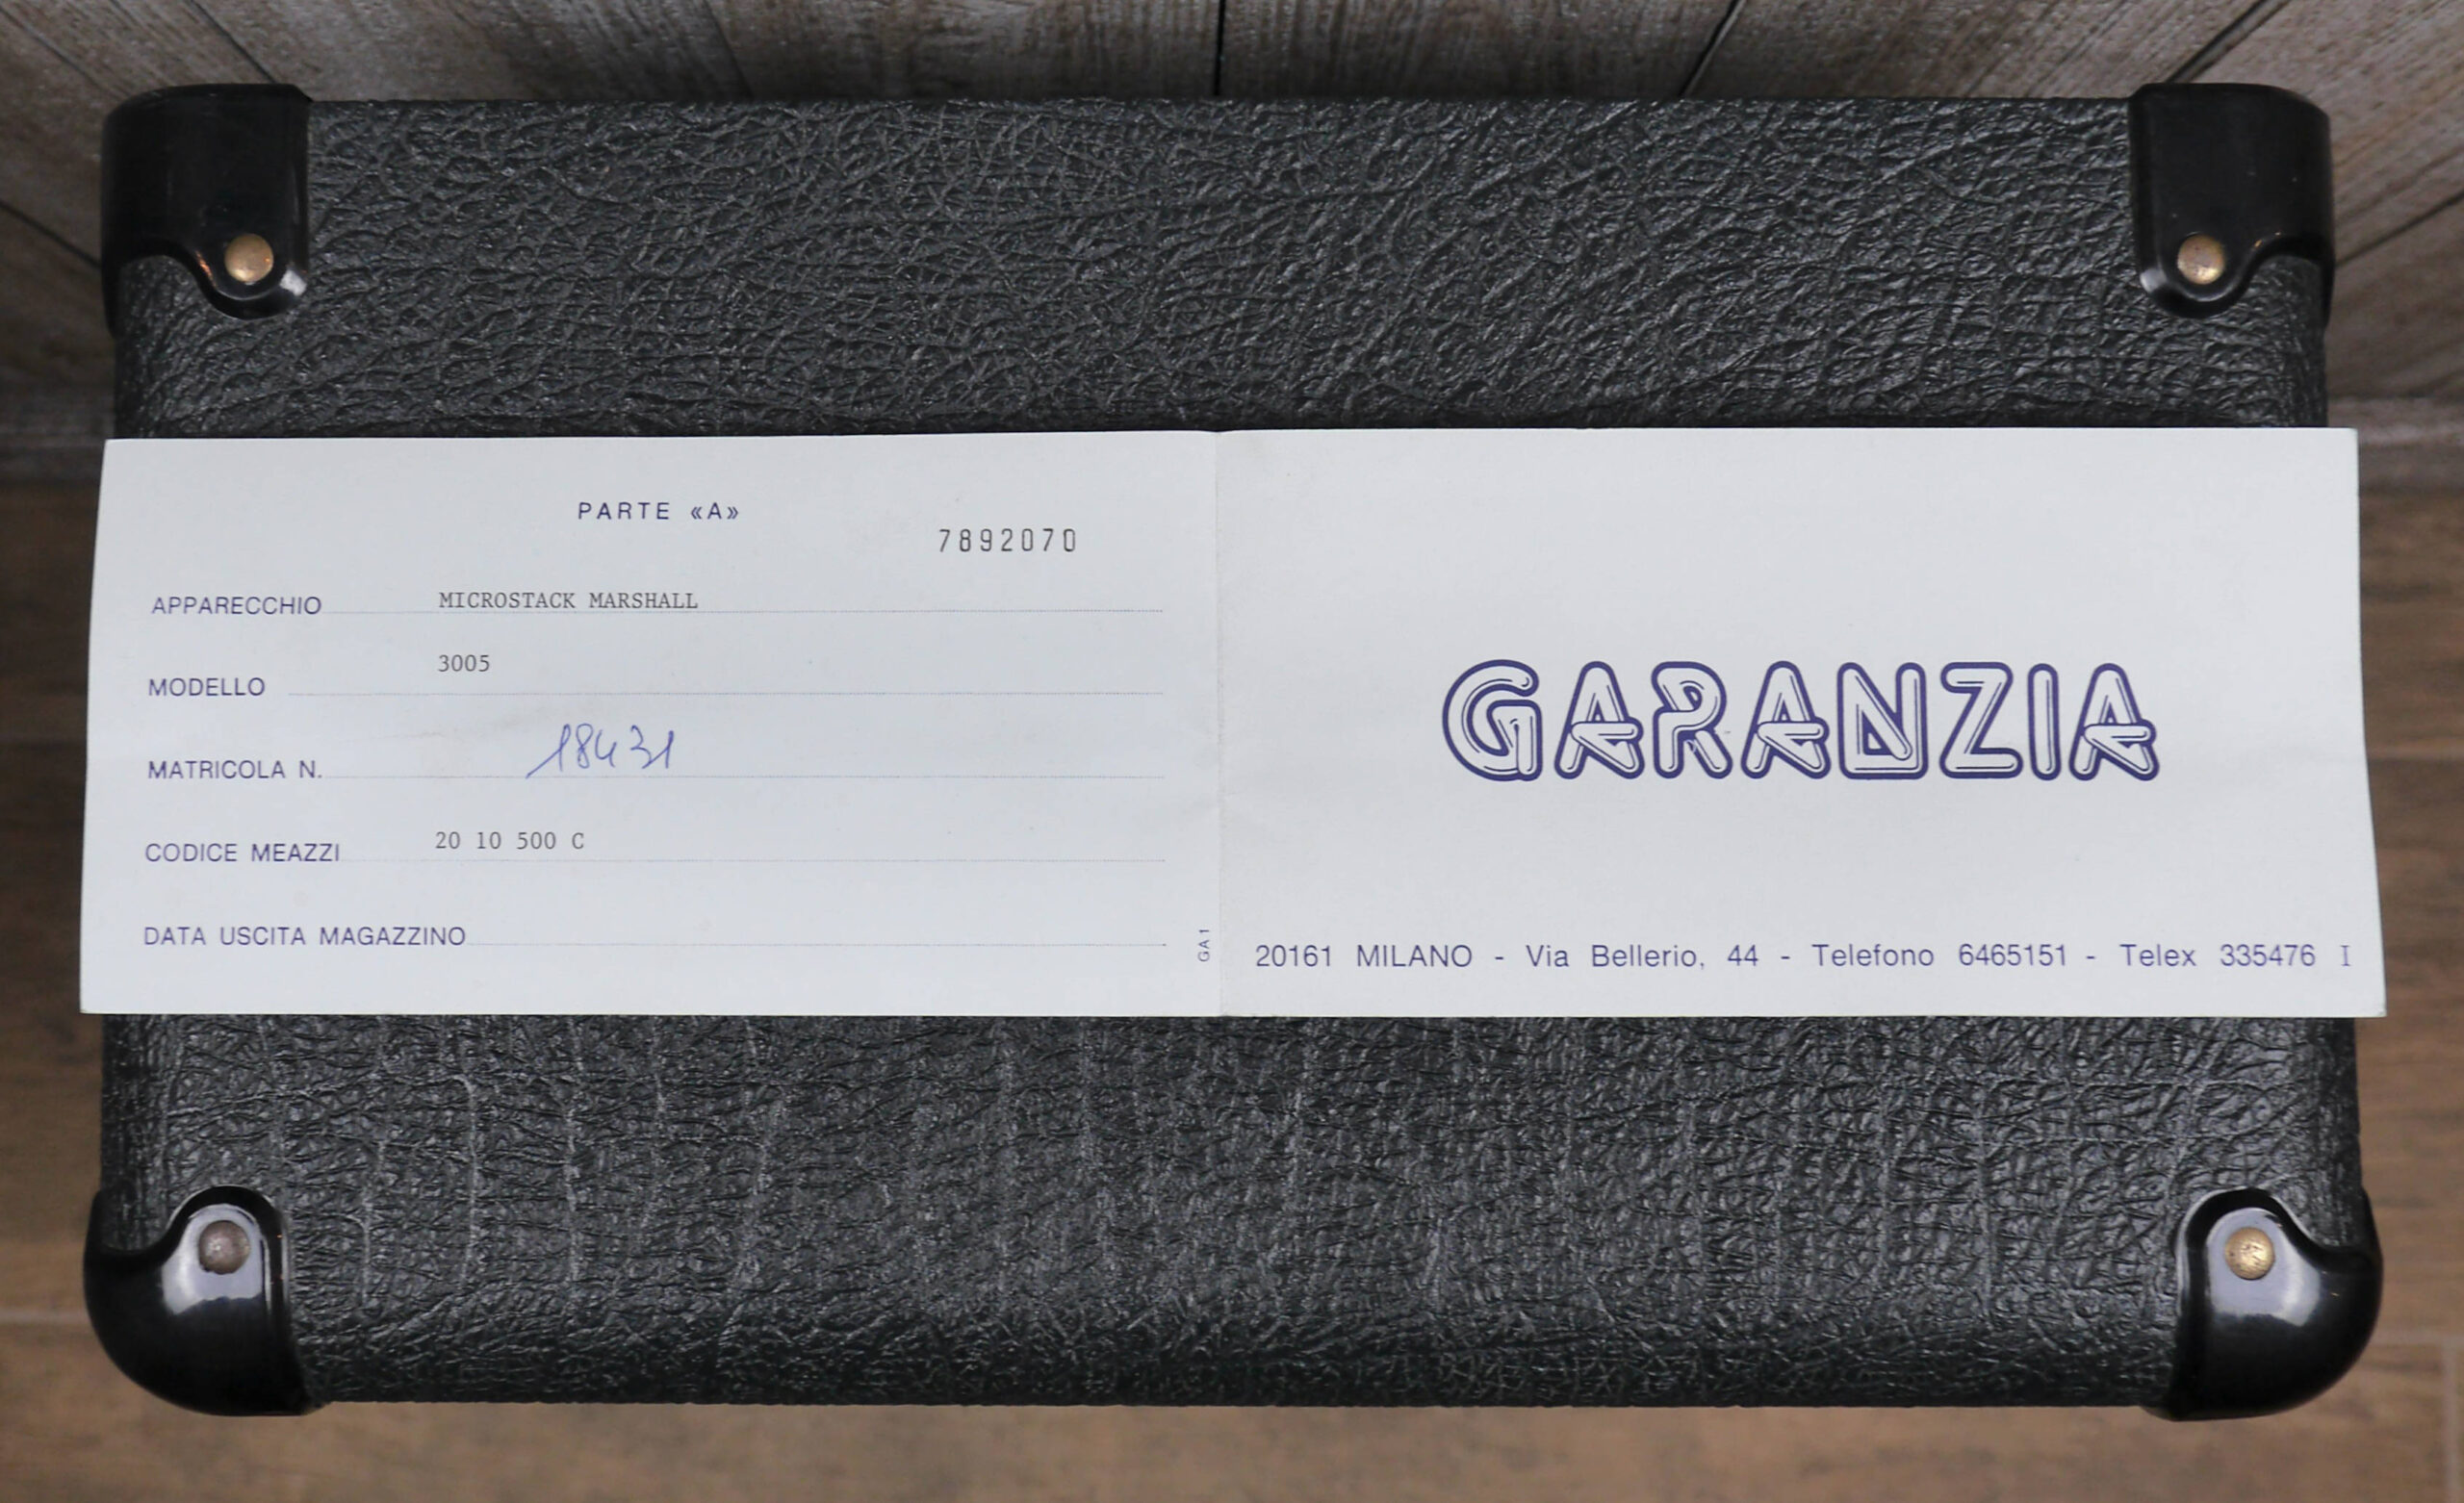 PARTE «A»
7892070
APPARECCHIO MICROSTACK MARSHALL
MODELLO 3005
MATRICOLA N. 18431
CODICE MEAZZI 20 10 500 C
DATA USCITA MAGAZZINO
GA1
GARANZIA
20161 MILANO - Via Bellerio, 44 - Telefono 6465151 - Telex 335476 I